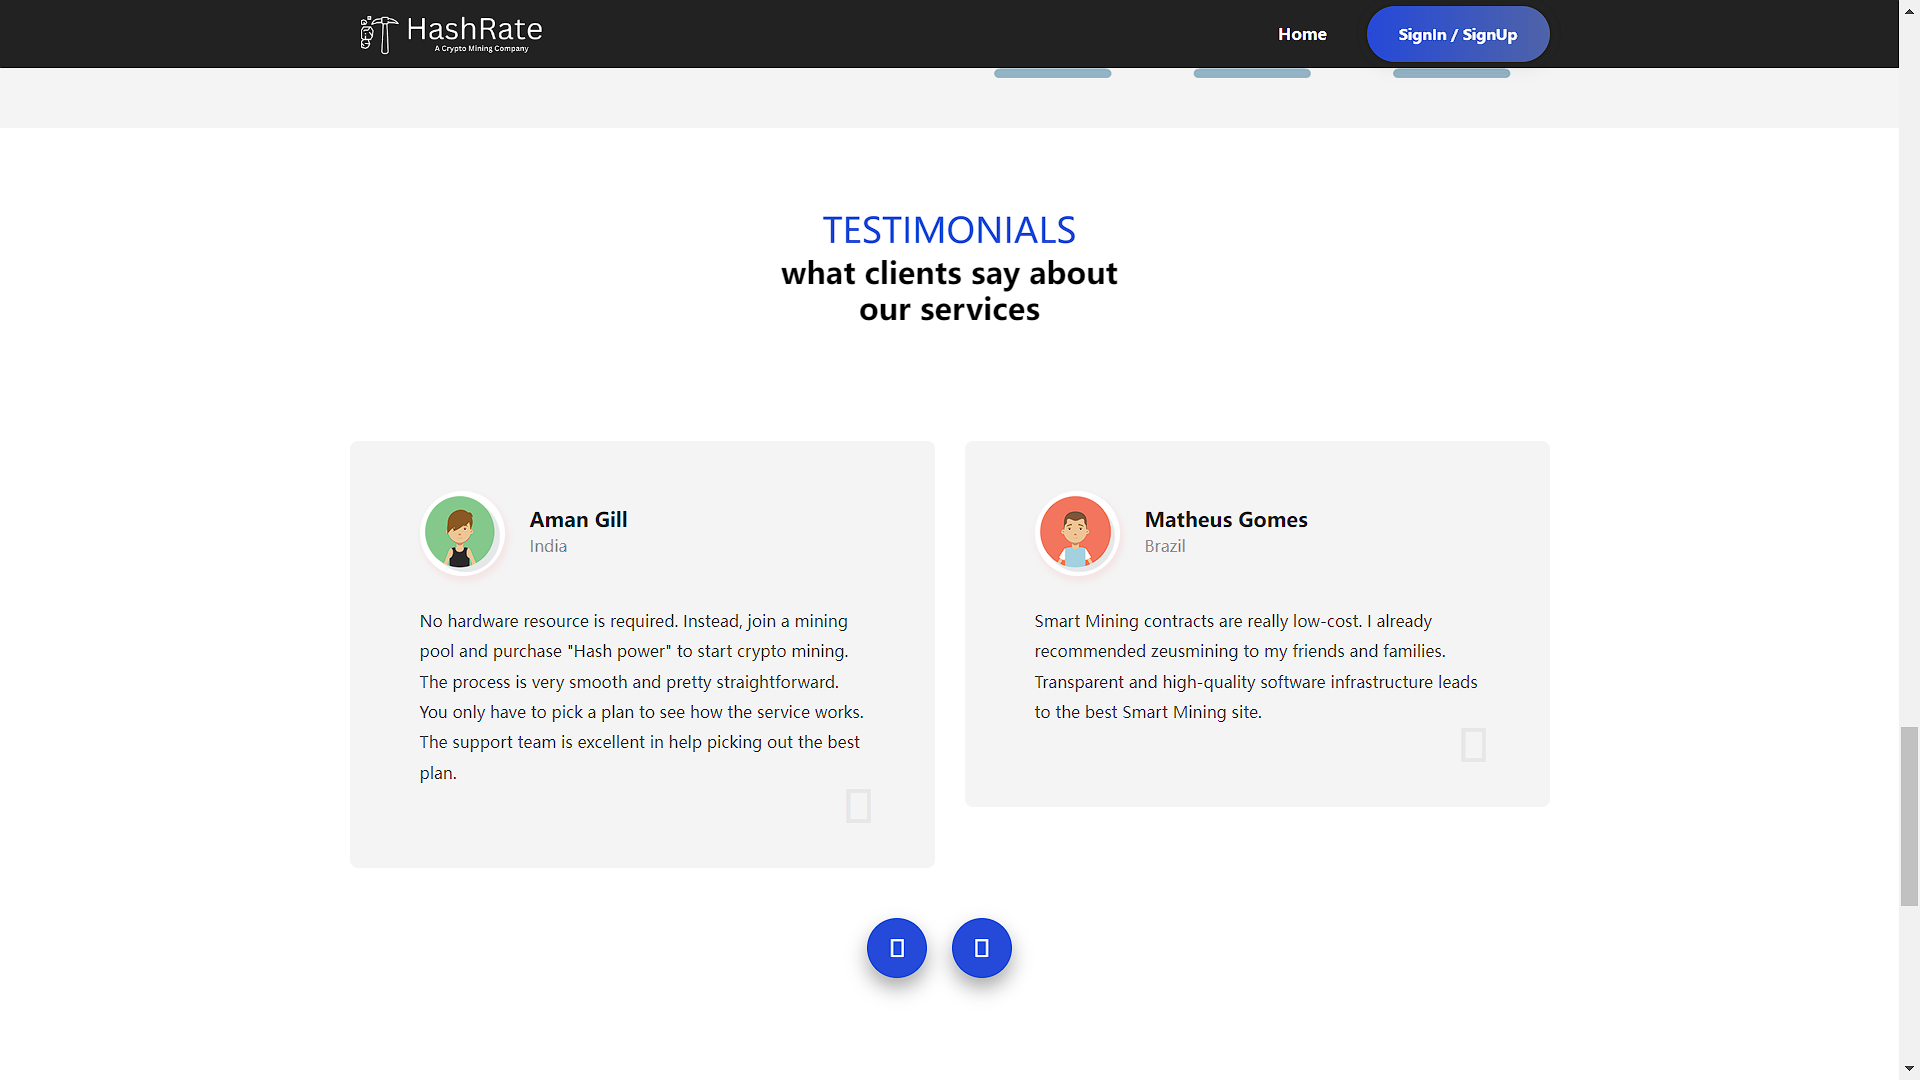 HashRate
A Crypto Mining Company
Home
SignIn / SignUp
TESTIMONIALS
what clients say about
our services
Aman Gill
India
No hardware resource is required. Instead, join a mining
pool and purchase "Hash power" to start crypto mining.
The process is very smooth and pretty straightforward.
You only have to pick a plan to see how the service works.
The support team is excellent in help picking out the best
plan.
Matheus Gomes
Brazil
Smart Mining contracts are really low-cost. I already
recommended zeusmining to my friends and families.
Transparent and high-quality software infrastructure leads
to the best Smart Mining site.